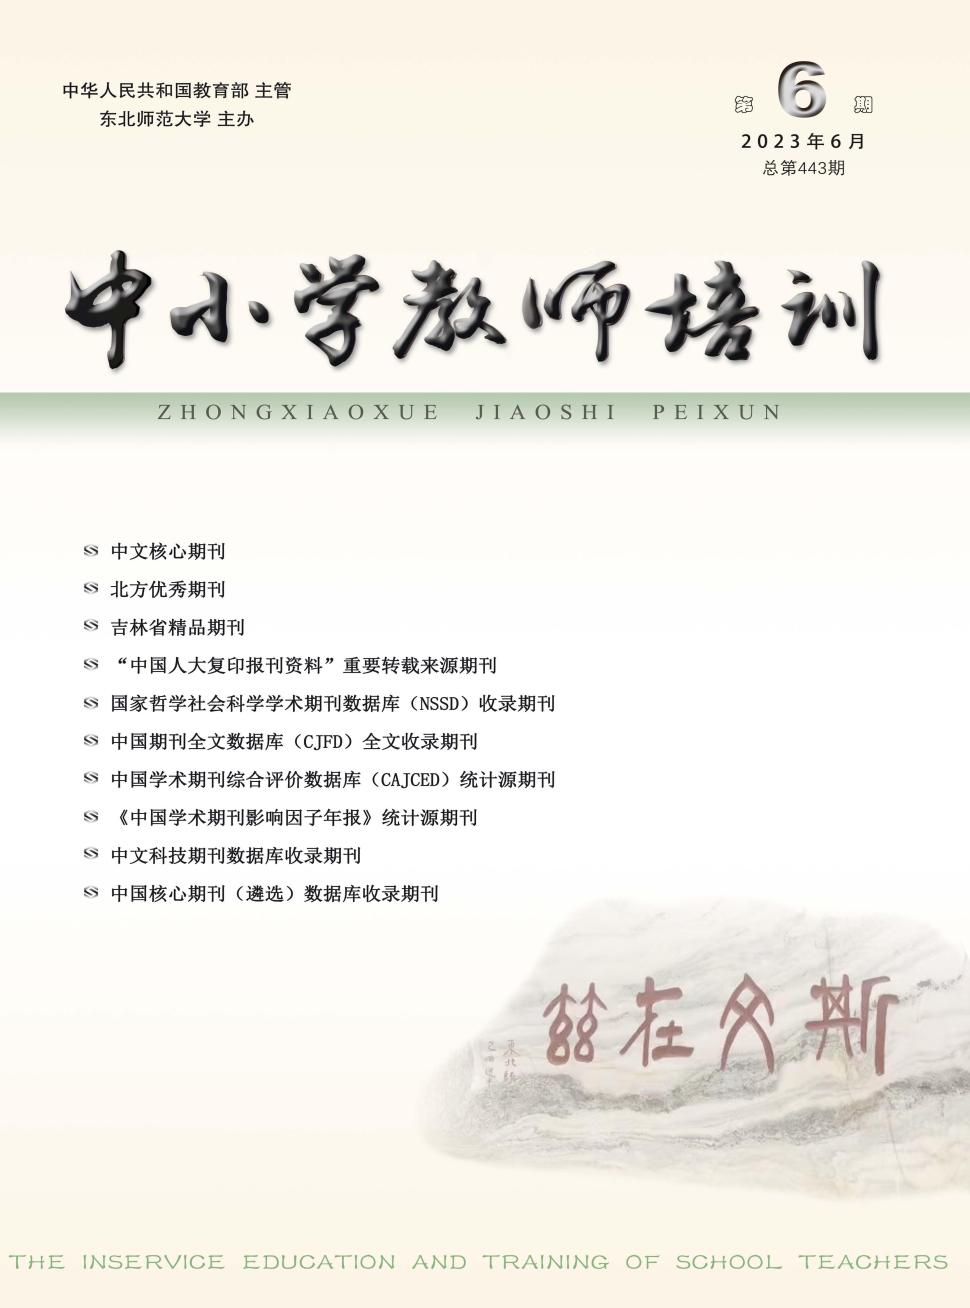 中华人民共和国教育部 主管
东北师范大学 主办
第 6 期
2023年6月
总第443期
中小学教师培训
ZHONGXIAOXUE JIAOSHI PEIXUN
中文核心期刊
北方优秀期刊
吉林省精品期刊
“中国人大复印报刊资料”重要转载来源期刊
国家哲学社会科学学术期刊数据库（NSSD）收录期刊
中国期刊全文数据库（CJFD）全文收录期刊
中国学术期刊综合评价数据库（CAJCED）统计源期刊
《中国学术期刊影响因子年报》统计源期刊
中文科技期刊数据库收录期刊
中国核心期刊（遴选）数据库收录期刊
斯文在兹
THE INSERVICE EDUCATION AND TRAINING OF SCHOOL TEACHERS